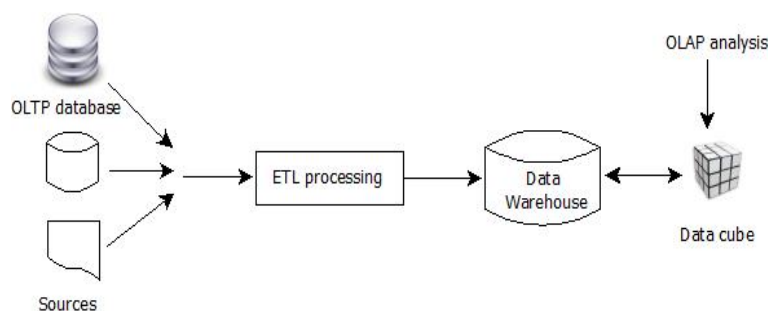 OLTP database
Sources
ETL processing
Data
Warehouse
OLAP analysis
Data cube